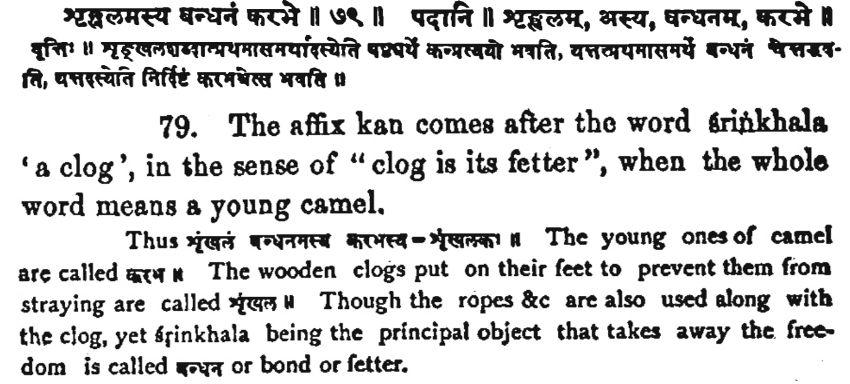 शृङ्खलमस्य बन्धनं करभे ॥ ७९ ॥ पदानि ॥ शृङ्खलम्, अस्य, बन्धनम्, करभे ॥
वृत्तिः ॥ शृङ्खलशब्दात्प्रथमासमर्थादस्येति षष्ठ्यर्थे कन्प्रत्ययो भवति, यत्तत्प्रथमासमर्थं बन्धनं चेत्तद्भव-
ति, यत्तदस्येति निर्दिष्टं करभश्चेत्स भवति ॥
79. The affix kan comes after the word śṛiṅkhala
‘a clog’, in the sense of “clog is its fetter”, when the whole
word means a young camel.
Thus शृंखलं बन्धनमस्य करभस्य=शृंखलकः ॥ The young ones of camel
are called करभ ॥ The wooden clogs put on their feet to prevent them from
straying are called शृंखल ॥ Though the ropes &c are also used along with
the clog, yet śṛinkhala being the principal object that takes away the free-
dom is called बन्धन or bond or fetter.